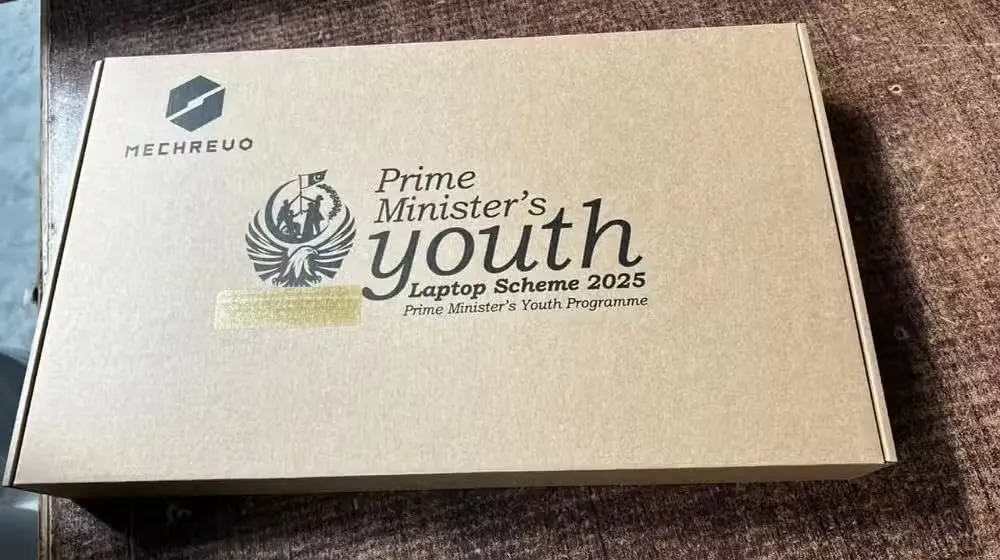 MECHREVO
Prime
Minister's
youth
Laptop Scheme 2025
Prime Minister's Youth Programme